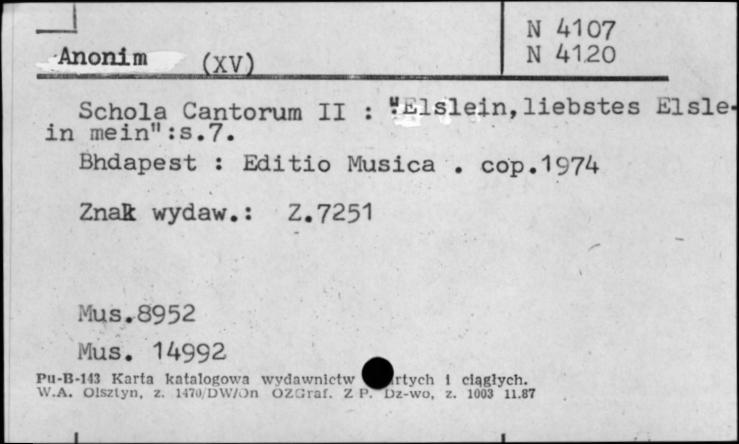 N 4107
N 4120
Anonim (XV)
Schola Cantorum II : "Elslein, liebstes Elsle-
in mein":s.7.
Bhdapest : Editio Musica . cop.1974
Znak wydaw.: Z.7251
Mus.8952
Mus. 14992
Pu-B-143 Karta katalogowa wydawnictw rtych i ciągłych.
W.A. Olsztyn, z. 1470/DW/On OZGraf. Z P. Dz-wo, z. 1003 11.87